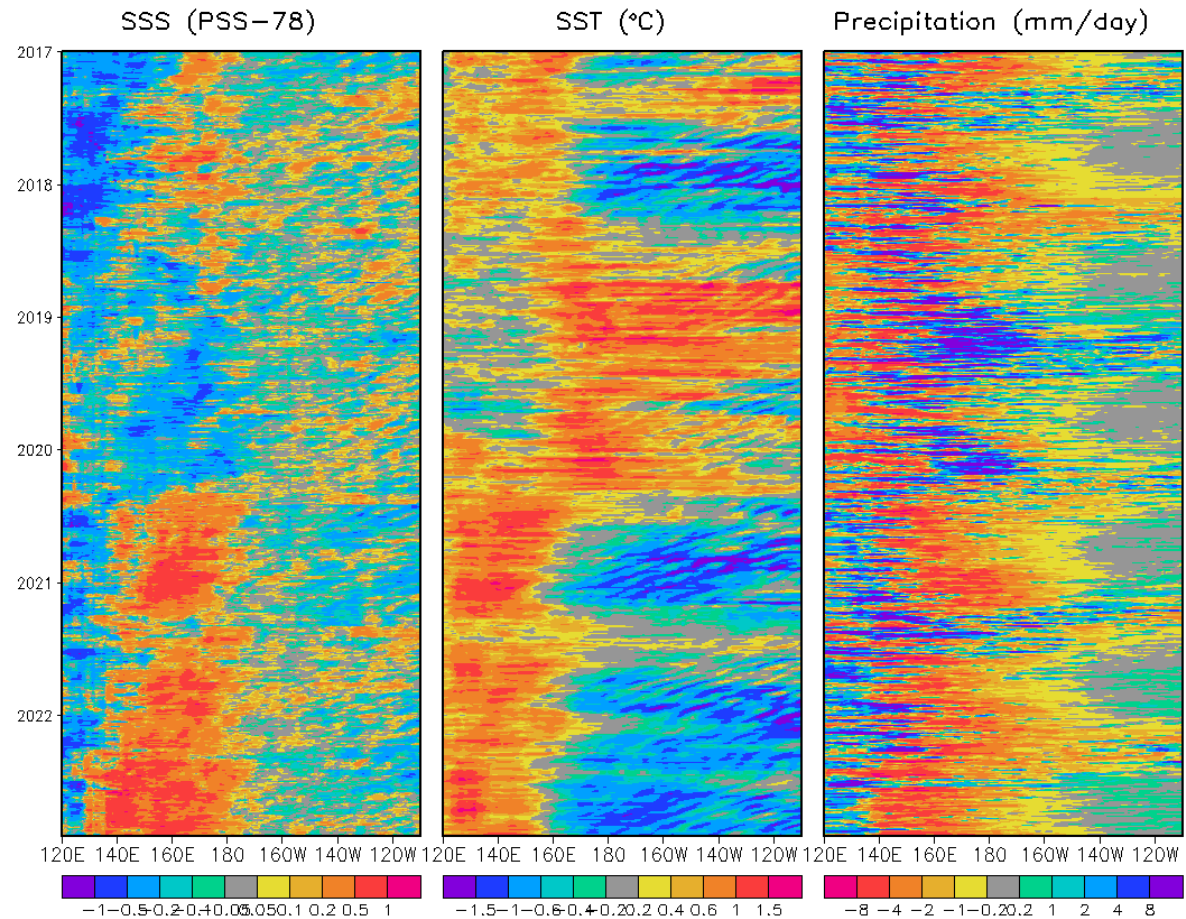 SSS (PSS-78) SST (°C) Precipitation (mm/day)
2017
2018
2019
2020
2021
2022
120E 140E 160E 180 160W 140W 120W 120E 140E 160E 180 160W 140W 120W 120E 140E 160E 180 160W 140W 120W
-1 -0.5 -0.2 -0.1 -0.05 0.05 0.1 0.2 0.5 1 -1.5 -1 -0.6 -0.4 -0.2 0.2 0.4 0.6 1 1.5 -8 -4 -2 -1 -0.2 0.2 1 2 4 8